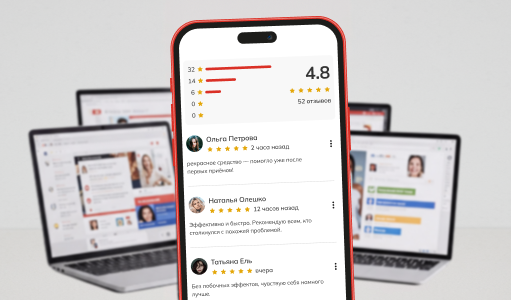 32
14
6
0
0
4.8
52 отзывов
Ольга Петрова
2 часа назад
рекрасное средство — помогло уже после
первых приёмов!
Наталья Олешко
12 часов назад
Эффективно и быстро. Рекомендую всем, кто
столкнулся с похожей проблемой.
Татьяна Ель
вчера
Без побочных эффектов, чувствую себя намного
лучше.